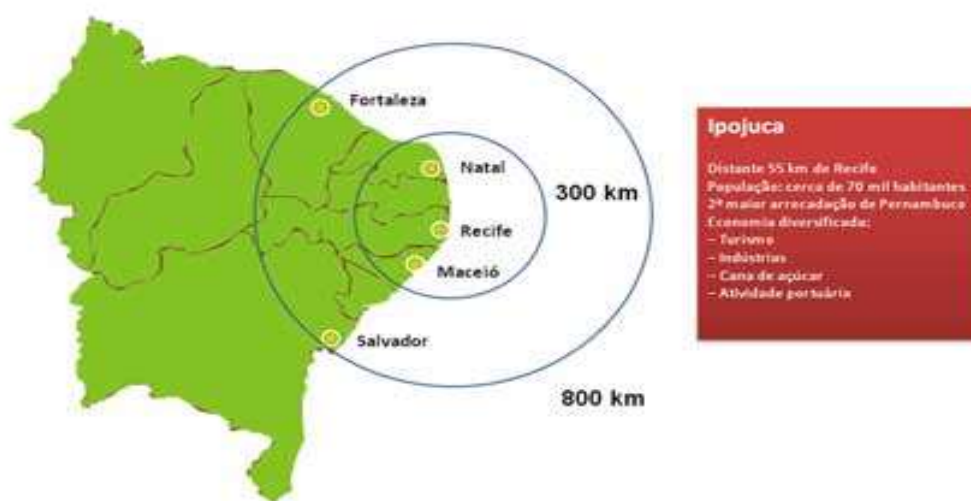 Fortaleza
Natal
300 km
Recife
Maceió
Salvador
800 km
Ipojuca
Distante 55 km de Recife
População: cerca de 70 mil habitantes
2ª maior arrecadação de Pernambuco
Economia diversificada:
– Turismo
– Indústrias
– Cana de açúcar
– Atividade portuária